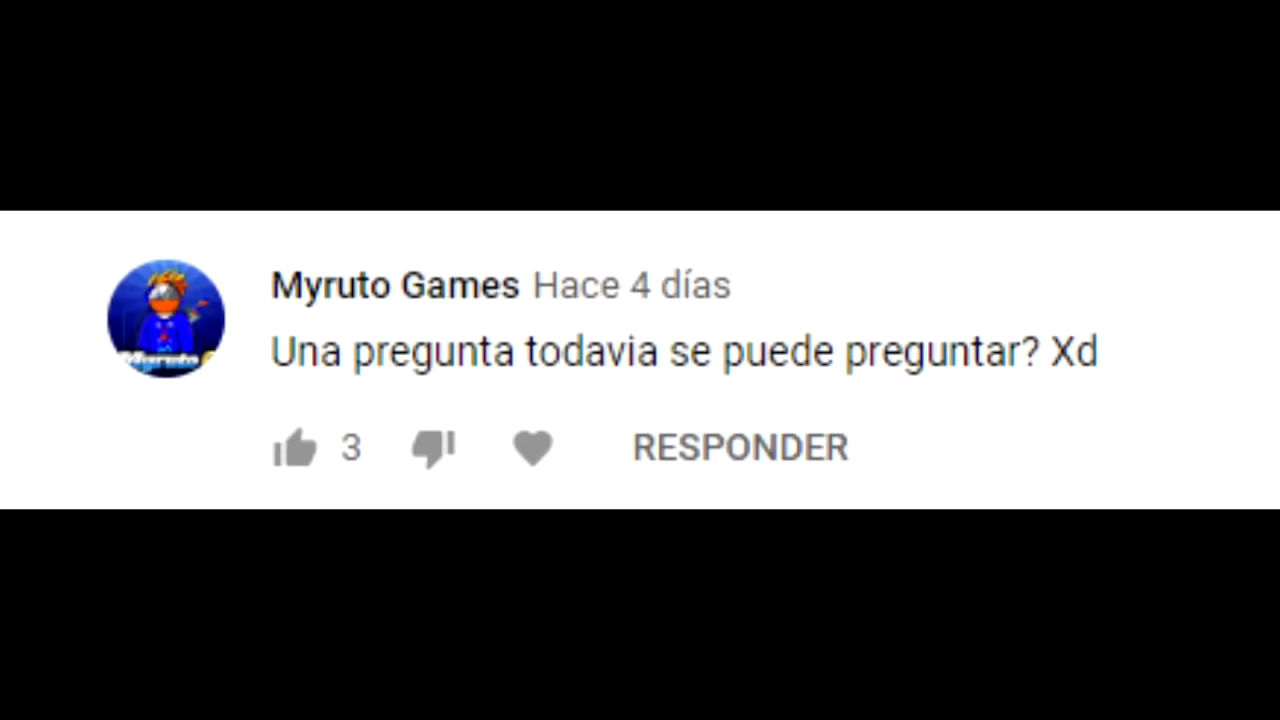 Myruto Games Hace 4 días
Una pregunta todavia se puede preguntar? Xd
3 RESPONDER